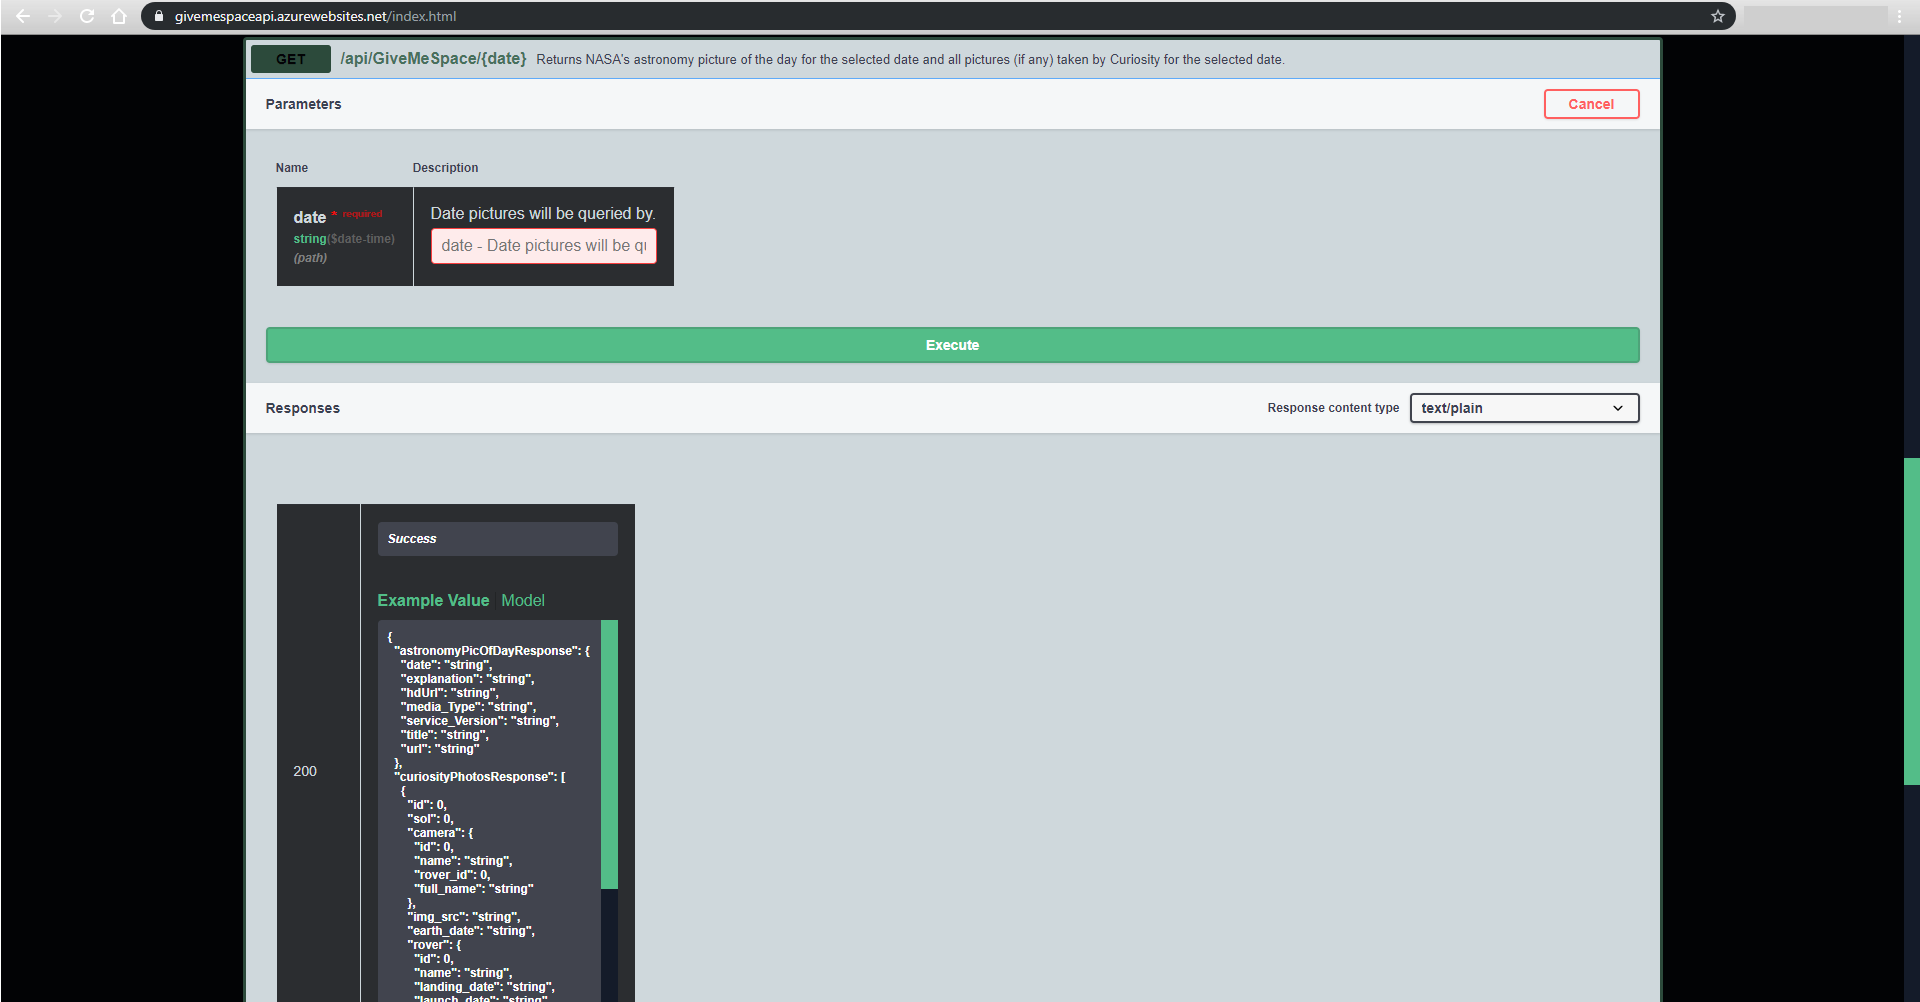 givemespaceapi.azurewebsites.net/index.html
GET /api/GiveMeSpace/{date} Returns NASA's astronomy picture of the day for the selected date and all pictures (if any) taken by Curiosity for the selected date.
Parameters Cancel
Name Description
date * required
string($date-time)
(path)
Date pictures will be queried by.
date - Date pictures will be qu
Execute
Responses Response content type text/plain
200
Success
Example Value Model
{
"astronomyPicOfDayResponse": {
"date": "string",
"explanation": "string",
"hdUrl": "string",
"media_Type": "string",
"service_Version": "string",
"title": "string",
"url": "string"
},
"curiosityPhotosResponse": [
{
"id": 0,
"sol": 0,
"camera": {
"id": 0,
"name": "string",
"rover_id": 0,
"full_name": "string"
},
"img_src": "string",
"earth_date": "string",
"rover": {
"id": 0,
"name": "string",
"landing_date": "string",
"launch_date": "string"